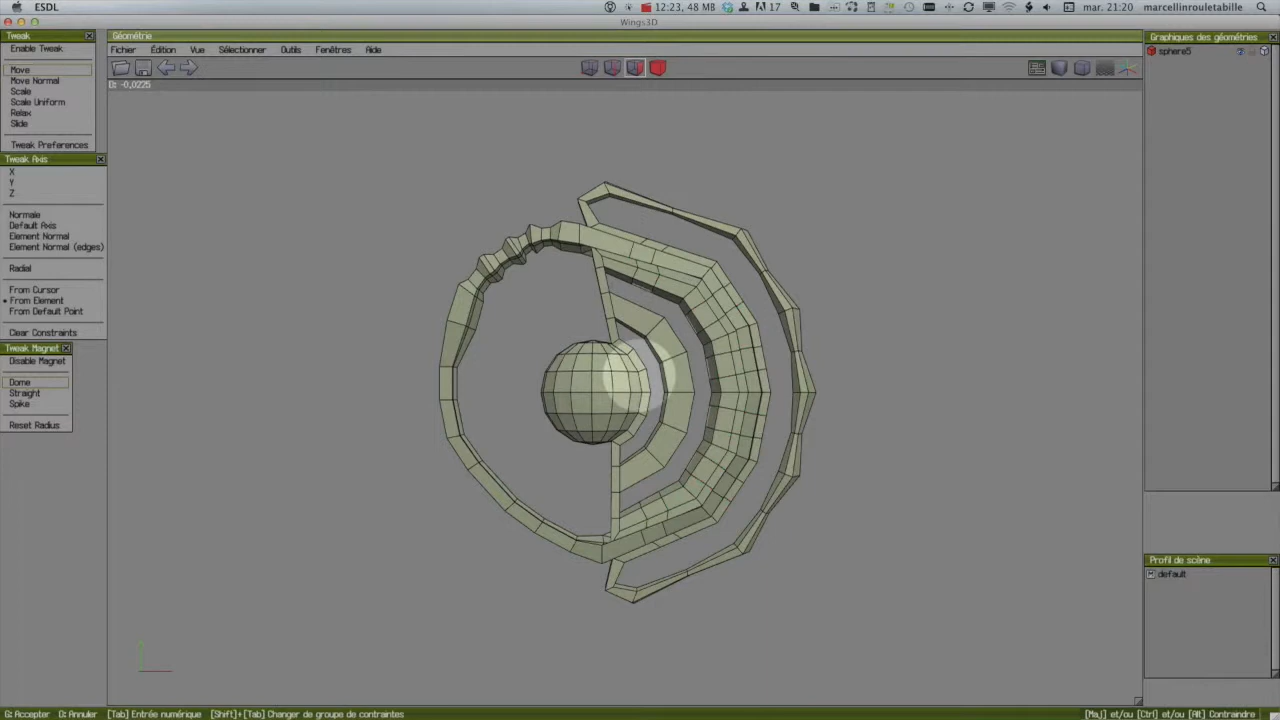 ESDL
12:23, 48 MB
17
mar. 21:20
marcellinrouletabille
Wings3D
Tweak
Enable Tweak
Move
Move Normal
Scale
Scale Uniform
Relax
Slide
Tweak Preferences
Tweak Axis
X
Y
Z
Normale
Default Axis
Element Normal
Element Normal (edges)
Radial
From Cursor
From Element
From Default Point
Clear Constraints
Tweak Magnet
Disable Magnet
Dome
Straight
Spike
Reset Radius
Géométrie
Fichier Édition Vue Sélectionner Outils Fenêtres Aide
D: -0,0225
Graphiques des géométries
sphere5
Profil de scène
default
G: Accepter D: Annuler [Tab] Entrée numérique [Shift]+[Tab] Changer de groupe de contraintes
[Maj] et/ou [Ctrl] et/ou [Alt] Contraindre